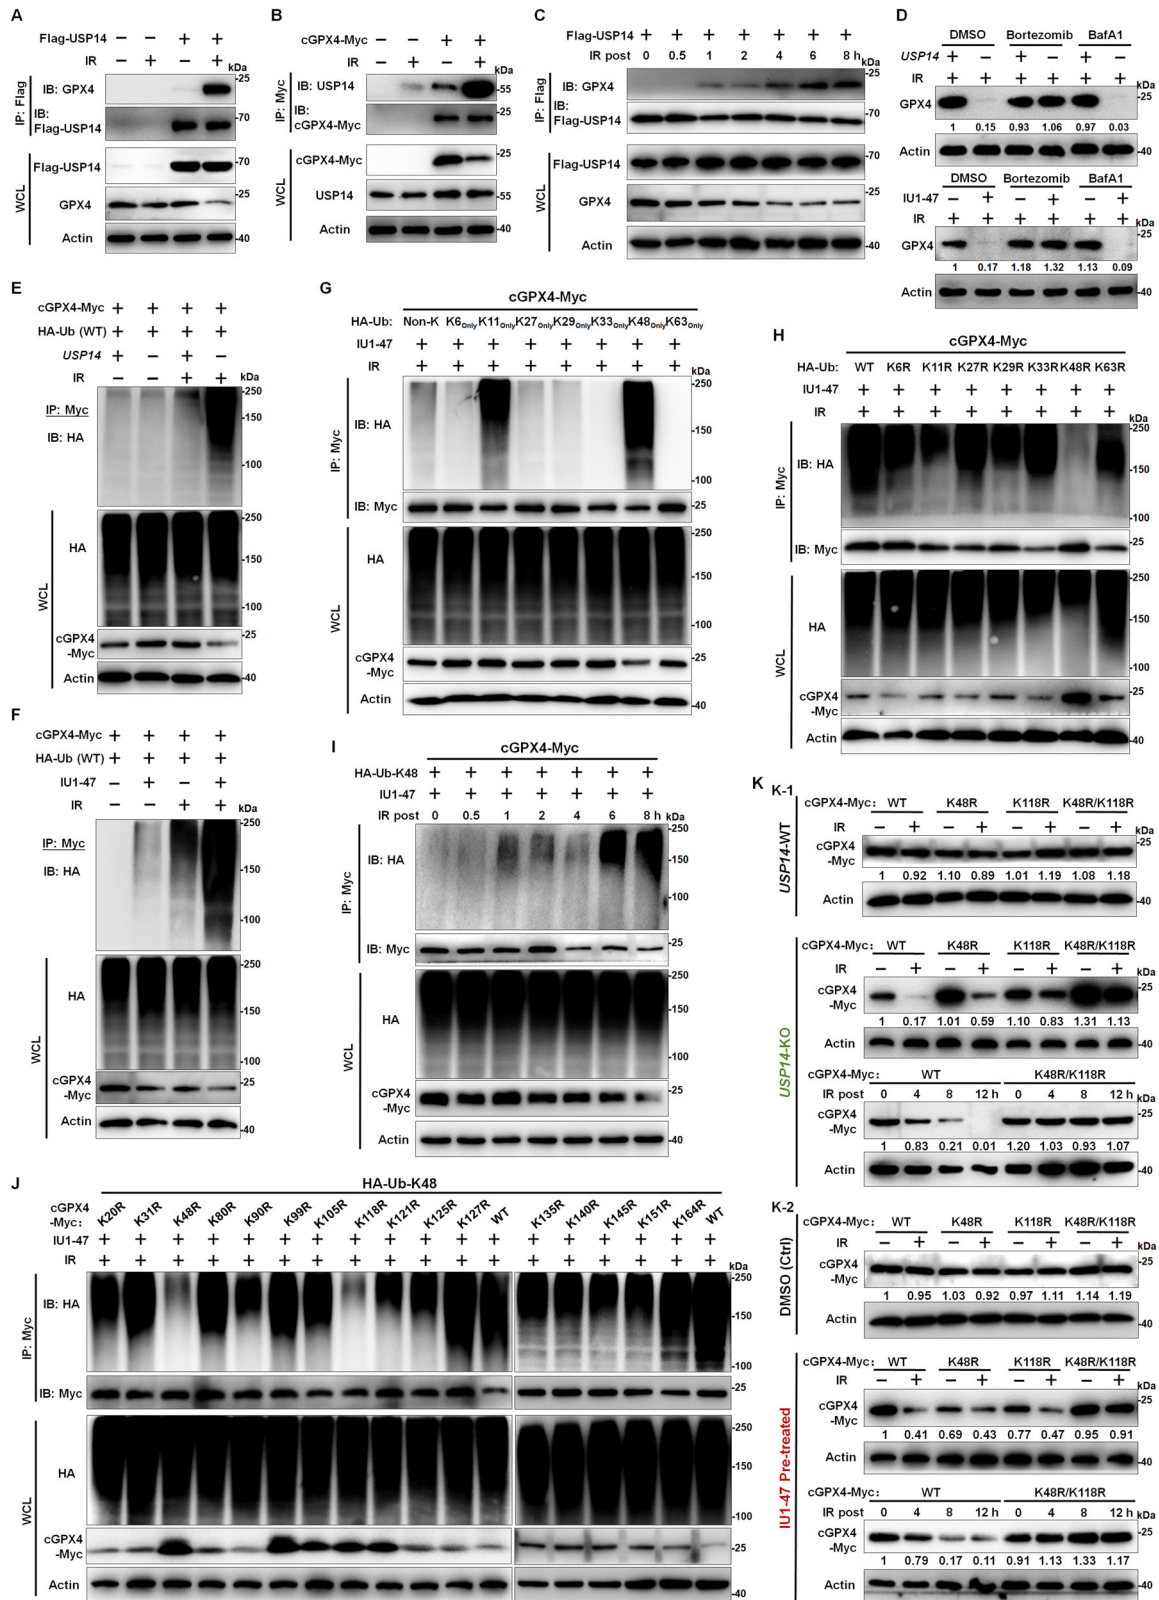 A
Flag-USP14 − − + +
IR − + − + kDa
IP: Flag
IB: GPX4 -25
IB: Flag-USP14 -70
WCL
Flag-USP14 -70
GPX4 -25
Actin -40
B
cGPX4-Myc − − + +
IR − + − + kDa
IP: Myc
IB: USP14 -55
IB: cGPX4-Myc -25
WCL
cGPX4-Myc -25
USP14 -55
Actin -40
C
Flag-USP14 + + + + + + +
IR post 0 0.5 1 2 4 6 8 h kDa
IP: Flag
IB: GPX4 -25
IB: Flag-USP14 -70
WCL
Flag-USP14 -70
GPX4 -25
Actin -40
D
DMSO Bortezomib BafA1
USP14 + − + − + −
IR + + + + + + kDa
GPX4 -25
1 0.15 0.93 1.06 0.97 0.03
Actin -40
DMSO Bortezomib BafA1
IU1-47 − + − + − +
IR + + + + + + kDa
GPX4 -25
1 0.17 1.18 1.32 1.13 0.09
Actin -40
E
cGPX4-Myc + + + +
HA-Ub (WT) + + + +
USP14 + − + −
IR − − + + kDa
IP: Myc
IB: HA
-250
-150
-100
WCL
HA
-250
-150
-100
cGPX4 -Myc -25
Actin -40
F
cGPX4-Myc + + + +
HA-Ub (WT) + + + +
IU1-47 − + − +
IR − − + + kDa
IP: Myc
IB: HA
-250
-150
-100
WCL
HA
-250
-150
-100
cGPX4 -Myc -25
Actin -40
G
cGPX4-Myc
HA-Ub: Non-K K6Only K11Only K27Only K29Only K33Only K48Only K63Only
IU1-47 + + + + + + + +
IR + + + + + + + + kDa
IP: Myc
IB: HA
-250
-150
-100
IB: Myc -25
WCL
HA
-250
-150
-100
cGPX4 -Myc -25
Actin -40
H
cGPX4-Myc
HA-Ub: WT K6R K11R K27R K29R K33R K48R K63R
IU1-47 + + + + + + + +
IR + + + + + + + + kDa
IP: Myc
IB: HA
-250
-150
-100
IB: Myc -25
WCL
HA
-250
-150
-100
cGPX4 -Myc -25
Actin -40
I
cGPX4-Myc
HA-Ub-K48 + + + + + + +
IU1-47 + + + + + + +
IR post 0 0.5 1 2 4 6 8 h kDa
IP: Myc
IB: HA
-250
-150
-100
IB: Myc -25
WCL
HA
-250
-150
-100
cGPX4 -Myc -25
Actin -40
J
HA-Ub-K48
cGPX4 -Myc: K20R K31R K48R K80R K90R K99R K105R K118R K121R K125R K127R WT K135R K140R K145R K151R K164R WT
IU1-47 + + + + + + + + + + + + + + + + + +
IR + + + + + + + + + + + + + + + + + + kDa
IP: Myc
IB: HA
-250
-150
-100
IB: Myc -25
WCL
HA
-250
-150
-100
cGPX4 -Myc -25
Actin -40
K
K-1
USP14-WT
cGPX4-Myc: WT K48R K118R K48R/K118R
IR − + − + − + − + kDa
cGPX4 -Myc -25
1 0.92 1.10 0.89 1.01 1.19 1.08 1.18
Actin -40
USP14-KO
cGPX4-Myc: WT K48R K118R K48R/K118R
IR − + − + − + − + kDa
cGPX4 -Myc -25
1 0.17 1.01 0.59 1.10 0.83 1.31 1.13
Actin -40
cGPX4-Myc: WT K48R/K118R
IR post 0 4 8 12 h 0 4 8 12 h kDa
cGPX4 -Myc -25
1 0.83 0.21 0.01 1.20 1.03 0.93 1.07
Actin -40
K-2
DMSO (Ctrl)
cGPX4-Myc: WT K48R K118R K48R/K118R
IR − + − + − + − + kDa
cGPX4 -Myc -25
1 0.95 1.03 0.92 0.97 1.11 1.14 1.19
Actin -40
IU1-47 Pre-treated
cGPX4-Myc: WT K48R K118R K48R/K118R
IR − + − + − + − + kDa
cGPX4 -Myc -25
1 0.41 0.69 0.43 0.77 0.47 0.95 0.91
Actin -40
cGPX4-Myc: WT K48R/K118R
IR post 0 4 8 12 h 0 4 8 12 h kDa
cGPX4 -Myc -25
1 0.79 0.17 0.11 0.91 1.13 1.33 1.17
Actin -40